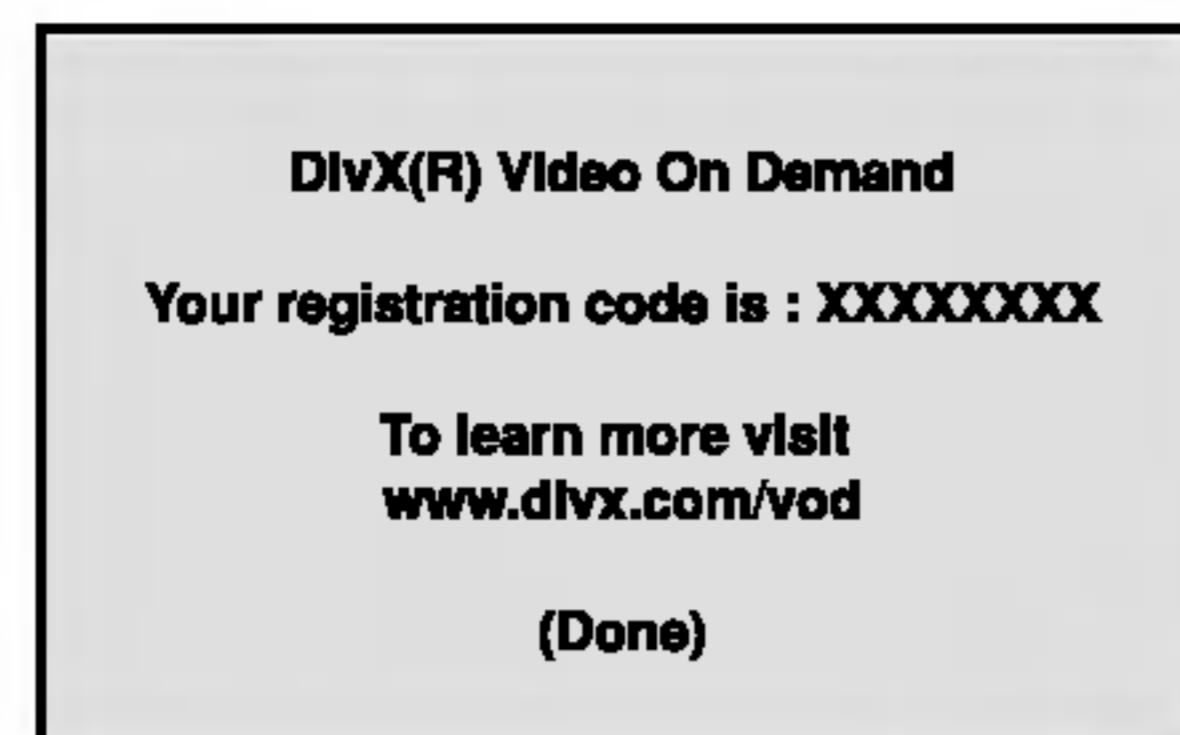 DivX(R) Video On Demand
Your registration code is : XXXXXXXX
To learn more visit
www.divx.com/vod
(Done)